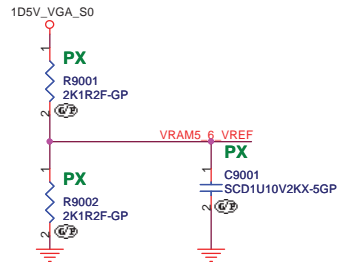 1D5V_VGA_S0
1
PX
R9001
2K1R2F-GP
2
G/P
VRAM5_6_VREF
PX
1
C9001
SCD1U10V2KX-5GP
2
G/P
1
PX
R9002
2K1R2F-GP
2
G/P